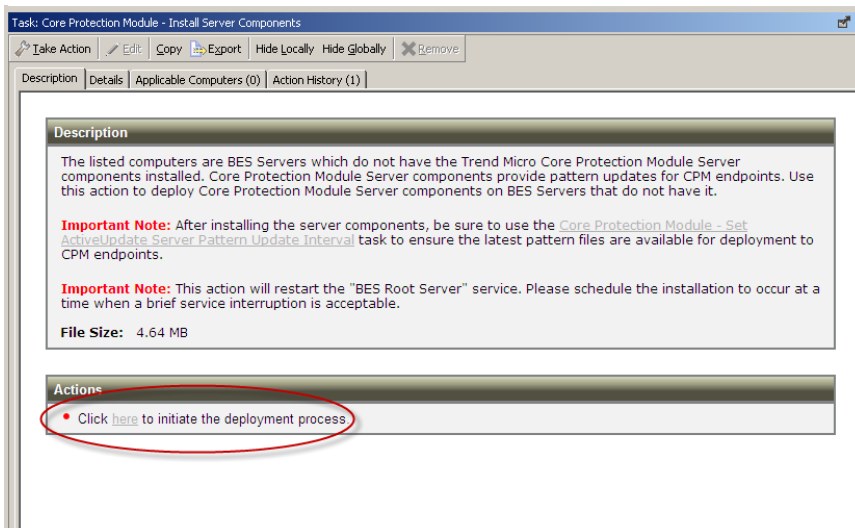 Task: Core Protection Module - Install Server Components
Take Action Edit Copy Export Hide Locally Hide Globally Remove
Description Details Applicable Computers (0) Action History (1)
Description
The listed computers are BES Servers which do not have the Trend Micro Core Protection Module Server
components installed. Core Protection Module Server components provide pattern updates for CPM endpoints. Use
this action to deploy Core Protection Module Server components on BES Servers that do not have it.
Important Note: After installing the server components, be sure to use the Core Protection Module - Set
ActiveUpdate Server Pattern Update Interval task to ensure the latest pattern files are available for deployment to
CPM endpoints.
Important Note: This action will restart the "BES Root Server" service. Please schedule the installation to occur at a
time when a brief service interruption is acceptable.
File Size: 4.64 MB
Actions
Click here to initiate the deployment process.